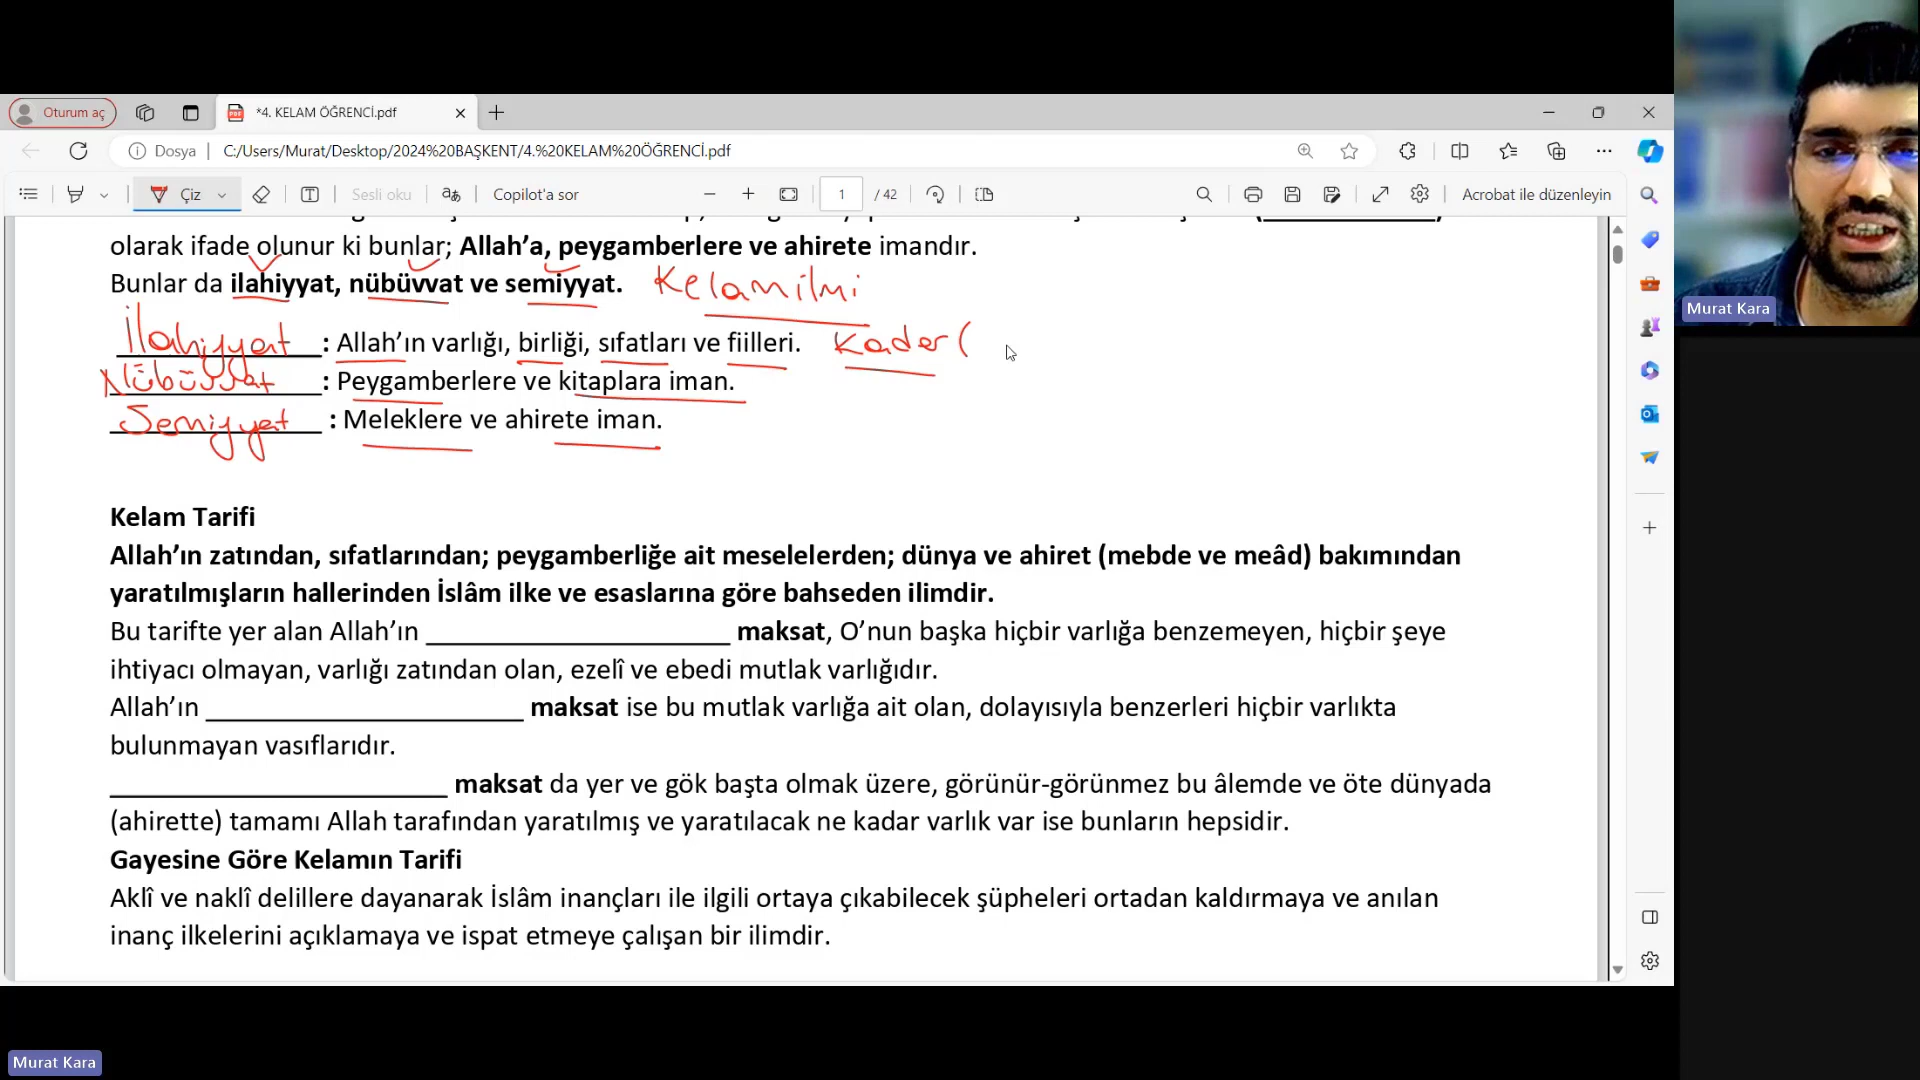 Oturum aç
*4. KELAM ÖĞRENCİ.pdf
Dosya
C:/Users/Murat/Desktop/2024%20BAŞKENT/4.%20KELAM%20ÖĞRENCİ.pdf
Çiz
Sesli oku
Copilot'a sor
1 / 42
Acrobat ile düzenleyin
olarak ifade olunur ki bunlar; Allah’a, peygamberlere ve ahirete imandır.
Bunlar da ilahiyyat, nübüvvat ve semiyyat. Kelam ilmi
İlahiyyat : Allah’ın varlığı, birliği, sıfatları ve fiilleri. Kader (
Nübüvvat : Peygamberlere ve kitaplara iman.
Semiyyat : Meleklere ve ahirete iman.
Kelam Tarifi
Allah’ın zatından, sıfatlarından; peygamberliğe ait meselelerden; dünya ve ahiret (mebde ve meâd) bakımından
yaratılmışların hallerinden İslâm ilke ve esaslarına göre bahseden ilimdir.
Bu tarifte yer alan Allah’ın ______________________ maksat, O’nun başka hiçbir varlığa benzemeyen, hiçbir şeye
ihtiyacı olmayan, varlığı zatından olan, ezelî ve ebedi mutlak varlığıdır.
Allah’ın _______________________ maksat ise bu mutlak varlığa ait olan, dolayısıyla benzerleri hiçbir varlıkta
bulunmayan vasıflarıdır.
________________________ maksat da yer ve gök başta olmak üzere, görünür-görünmez bu âlemde ve öte dünyada
(ahirette) tamamı Allah tarafından yaratılmış ve yaratılacak ne kadar varlık var ise bunların hepsidir.
Gayesine Göre Kelamın Tarifi
Aklî ve naklî delillere dayanarak İslâm inançları ile ilgili ortaya çıkabilecek şüpheleri ortadan kaldırmaya ve anılan
inanç ilkelerini açıklamaya ve ispat etmeye çalışan bir ilimdir.
Murat Kara
Murat Kara